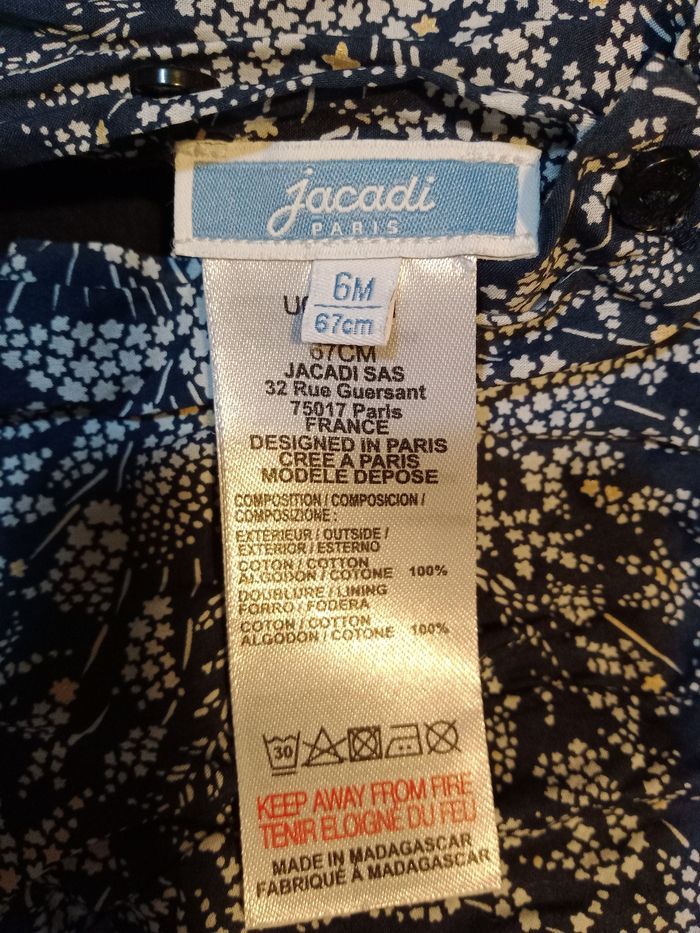 jacadi
PARIS
6M
67cm
67CM
JACADI SAS
32 Rue Guersant
75017 Paris
FRANCE
DESIGNED IN PARIS
CREE A PARIS
MODELE DEPOSE
COMPOSITION / COMPOSICION /
COMPOSIZIONE :
EXTERIEUR / OUTSIDE /
EXTERIOR / ESTERNO
COTON / COTTON
ALGODON / COTONE 100%
DOUBLURE / LINING
FORRO / FODERA
COTON / COTTON
ALGODON / COTONE 100%
30
KEEP AWAY FROM FIRE
TENIR ELOIGNÉ DU FEU
MADE IN MADAGASCAR
FABRIQUÉ À MADAGASCAR